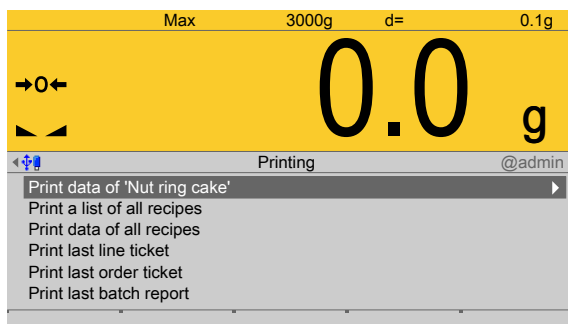 Max 3000g d= 0.1g
→0←
0.0 g
Printing @admin
Print data of 'Nut ring cake'
Print a list of all recipes
Print data of all recipes
Print last line ticket
Print last order ticket
Print last batch report